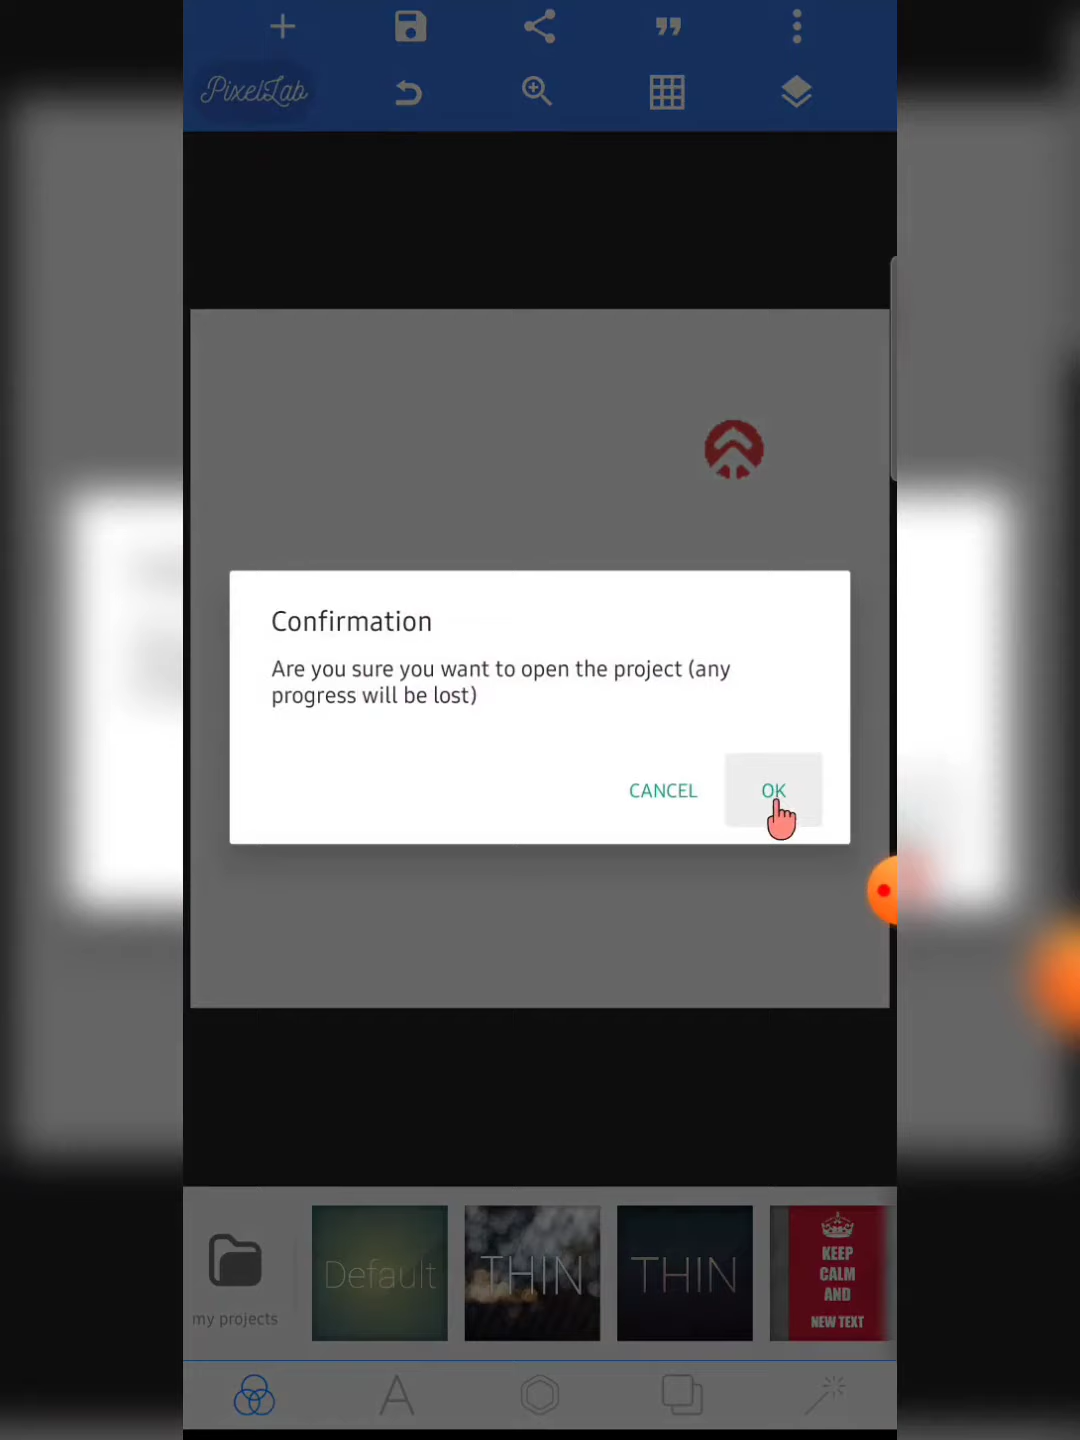 PixelLab
Confirmation
Are you sure you want to open the project (any
progress will be lost)
CANCEL OK
my projects
Default
THIN
THIN
KEEP
CALM
AND
NEW TEXT